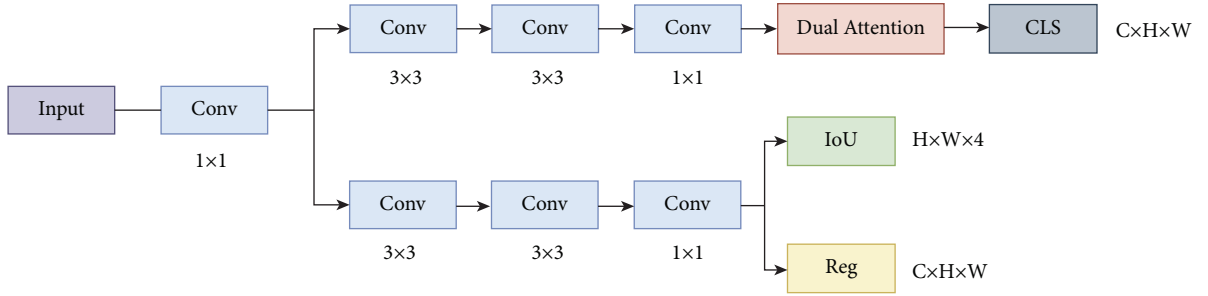 Conv
Conv
Conv
Dual Attention
CLS
C×H×W
3×3
3×3
1×1
Input
Conv
1×1
IoU
H×W×4
Conv
Conv
Conv
3×3
3×3
1×1
Reg
C×H×W